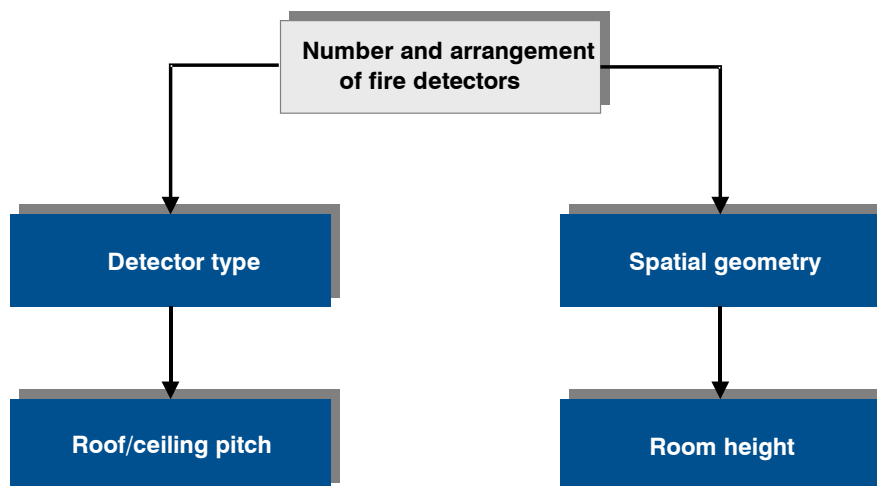 Number and arrangement
of fire detectors
Detector type
Spatial geometry
Roof/ceiling pitch
Room height